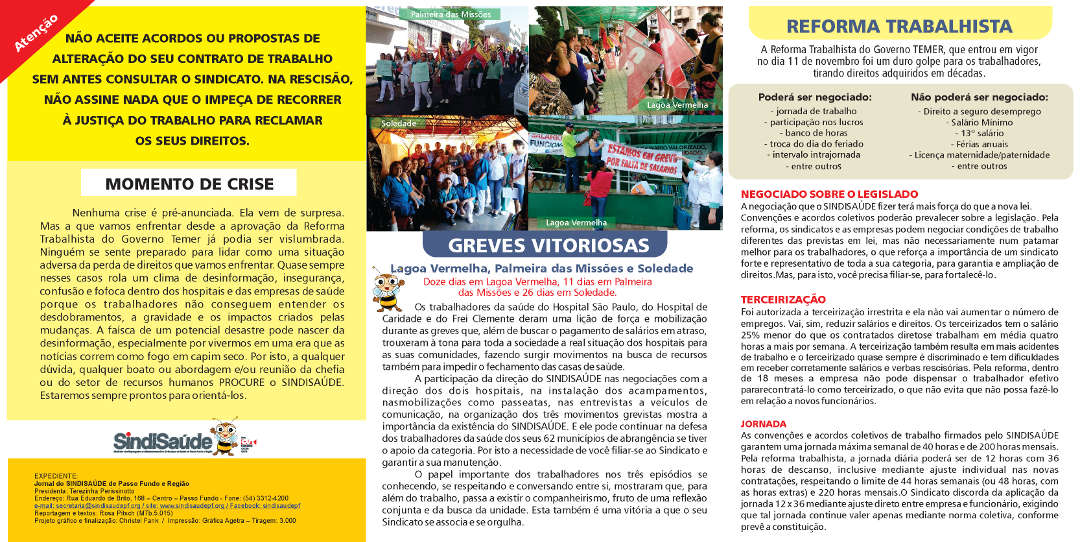 Atenção
NÃO ACEITE ACORDOS OU PROPOSTAS DE
ALTERAÇÃO DO SEU CONTRATO DE TRABALHO
SEM ANTES CONSULTAR O SINDICATO. NA RESCISÃO,
NÃO ASSINE NADA QUE O IMPEÇA DE RECORRER
À JUSTIÇA DO TRABALHO PARA RECLAMAR
OS SEUS DIREITOS.
MOMENTO DE CRISE
Nenhuma crise é pré-anunciada. Ela vem de surpresa.
Mas a que vamos enfrentar desde a aprovação da Reforma
Trabalhista do Governo Temer já podia ser vislumbrada.
Ninguém se sente preparado para lidar como uma situação
adversa da perda de direitos que vamos enfrentar. Quase sempre
nesses casos rola um clima de desinformação, insegurança,
confusão e fofoca dentro dos hospitais e das empresas de saúde
porque os trabalhadores não conseguem entender os
desdobramentos, a gravidade e os impactos criados pelas
mudanças. A faisca de um potencial desastre pode nascer da
desinformação, especialmente por vivermos em uma era que as
notícias correm como fogo em capim seco. Por isto, a qualquer
dúvida, qualquer boato ou abordagem e/ou reunião da chefia
ou do setor de recursos humanos PROCURE o SINDISAÚDE.
Estaremos sempre prontos para orientá-los.
SindiSaúde
EXPEDIENTE:
Jornal do SINDISAÚDE de Passo Fundo e Região
Presidenta: Terezinha Perissinotto
Endereço: Rua Eduardo de Brito, 168 – Centro – Passo Fundo - Fone: (54) 3312-4200
e-mail: secretaria@sindisaudepf.org / site: www.sindisaudepf.org / Facebook: sindisaudepf
Reportagem e textos: Rosa Pitsch (MTb.5.015)
Projeto gráfico e finalização: Christel Fank / Impressão: Gráfica Agebra – Tiragem: 3.000
Palmeira das Missões
Lagoa Vermelha
Soledade
ESTAMOS EM GREVE
POR FALTA DE SALÁRIOS
Lagoa Vermelha
GREVES VITORIOSAS
Lagoa Vermelha, Palmeira das Missões e Soledade
Doze dias em Lagoa Vermelha, 11 dias em Palmeira
das Missões e 26 dias em Soledade.
Os trabalhadores da saúde do Hospital São Paulo, do Hospital de
Caridade e do Frei Clemente deram uma lição de força e mobilização
durante as greves que, além de buscar o pagamento de salários em atraso,
trouxeram à tona para toda a sociedade a real situação dos hospitais para
as suas comunidades, fazendo surgir movimentos na busca de recursos
também para impedir o fechamento das casas de saúde.
A participação da direção do SINDISAÚDE nas negociações com a
direção dos dois hospitais, na instalação dos acampamentos,
nasmobilizações como passeatas, nas entrevistas a veículos de
comunicação, na organização dos três movimentos grevistas mostra a
importância da existência do SINDISAÚDE. E ele pode continuar na defesa
dos trabalhadores da saúde dos seus 62 municípios de abrangência se tiver
o apoio da categoria. Por isto a necessidade de você filiar-se ao Sindicato e
garantir a sua manutenção.
O papel importante dos trabalhadores nos três episódios se
conhecendo, se respeitando e conversando entre si, mostraram que, para
além do trabalho, passa a existir o companheirismo, fruto de uma reflexão
conjunta e da busca da unidade. Esta também é uma vitória a que o seu
Sindicato se associa e se orgulha.
REFORMA TRABALHISTA
A Reforma Trabalhista do Governo TEMER, que entrou em vigor
no dia 11 de novembro foi um duro golpe para os trabalhadores,
tirando direitos adquiridos em décadas.
Poderá ser negociado:
- jornada de trabalho
- participação nos lucros
- banco de horas
- troca do dia do feriado
- intervalo intrajornada
- entre outros
Não poderá ser negociado:
- Direito a seguro desemprego
- Salário Mínimo
- 13º salário
- Férias anuais
- Licença maternidade/paternidade
- entre outros
NEGOCIADO SOBRE O LEGISLADO
A negociação que o SINDISAÚDE fizer terá mais força do que a nova lei.
Convenções e acordos coletivos poderão prevalecer sobre a legislação. Pela
reforma, os sindicatos e as empresas podem negociar condições de trabalho
diferentes das previstas em lei, mas não necessariamente num patamar
melhor para os trabalhadores, o que reforça a importância de um sindicato
forte e representativo de toda a sua categoria, para garantia e ampliação de
direitos.Mas, para isto, você precisa filiar-se, para fortalecê-lo.
TERCEIRIZAÇÃO
Foi autorizada a terceirização irrestrita e ela não vai aumentar o número de
empregos. Vai, sim, reduzir salários e direitos. Os terceirizados tem o salário
25% menor do que os contratados diretose trabalham em média quatro
horas a mais por semana. A terceirização também resulta em mais acidentes
de trabalho e o terceirizado quase sempre é discriminado e tem dificuldades
em receber corretamente salários e verbas rescisórias. Pela reforma, dentro
de 18 meses a empresa não pode dispensar o trabalhador efetivo
pararecontratá-lo como terceirizado, o que não evita que não possa fazê-lo
em relação a novos funcionários.
JORNADA
As convenções e acordos coletivos de trabalho firmados pelo SINDISAÚDE
garantem uma jornada máxima semanal de 40 horas e de 200 horas mensais.
Pela reforma trabalhista, a jornada diária poderá ser de 12 horas com 36
horas de descanso, inclusive mediante ajuste individual nas novas
contratações, respeitando o limite de 44 horas semanais (ou 48 horas, com
as horas extras) e 220 horas mensais.O Sindicato discorda da aplicação da
jornada 12 x 36 mediante ajuste direto entre empresa e funcionário, exigindo
que tal jornada continue valer apenas mediante norma coletiva, conforme
prevê a constituição.